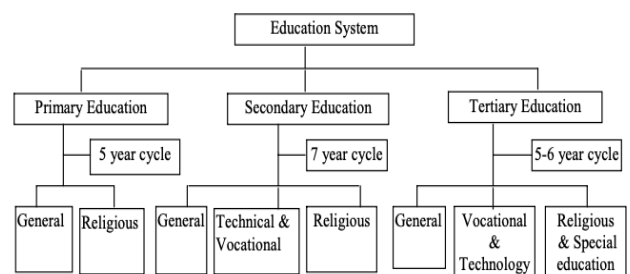 Education System
Primary Education
Secondary Education
Tertiary Education
5 year cycle
7 year cycle
5-6 year cycle
General
Religious
General
Technical &
Vocational
Religious
General
Vocational
&
Technology
Religious
& Special
education